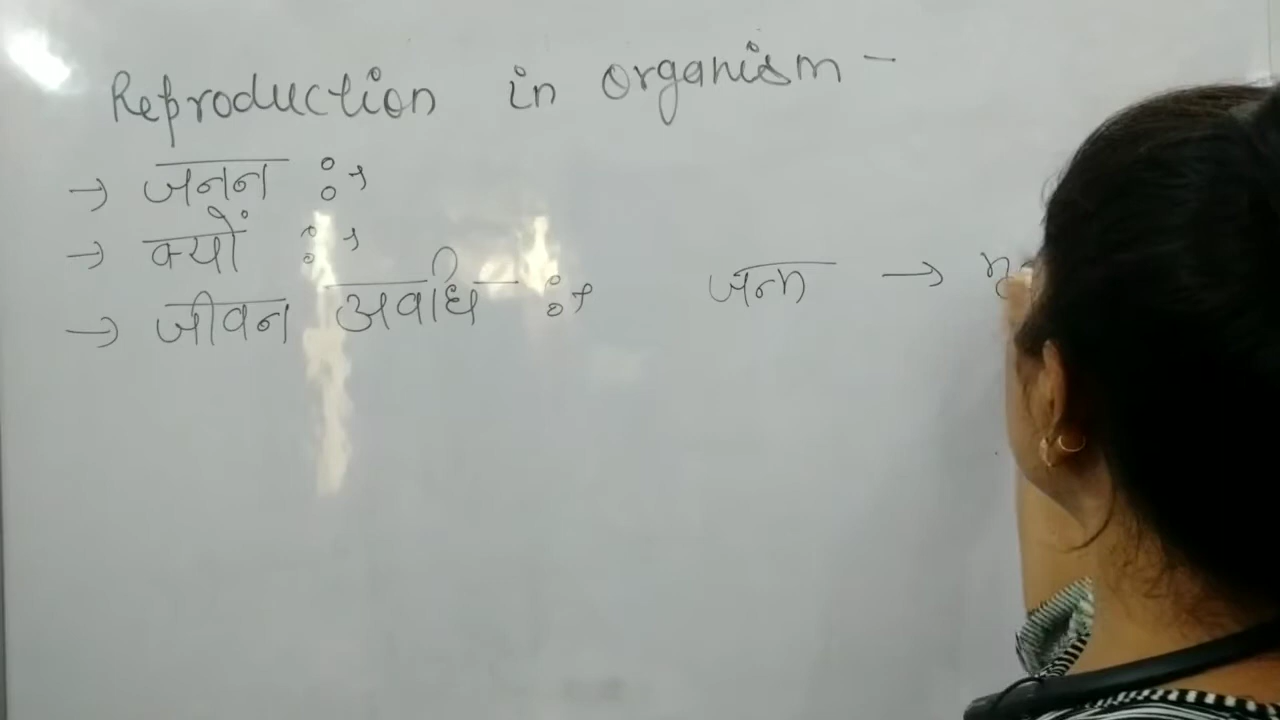 Reproduction in organism -
→ जनन :→
→ क्यों :→
→ जीवन अवधि :→ जन्म →